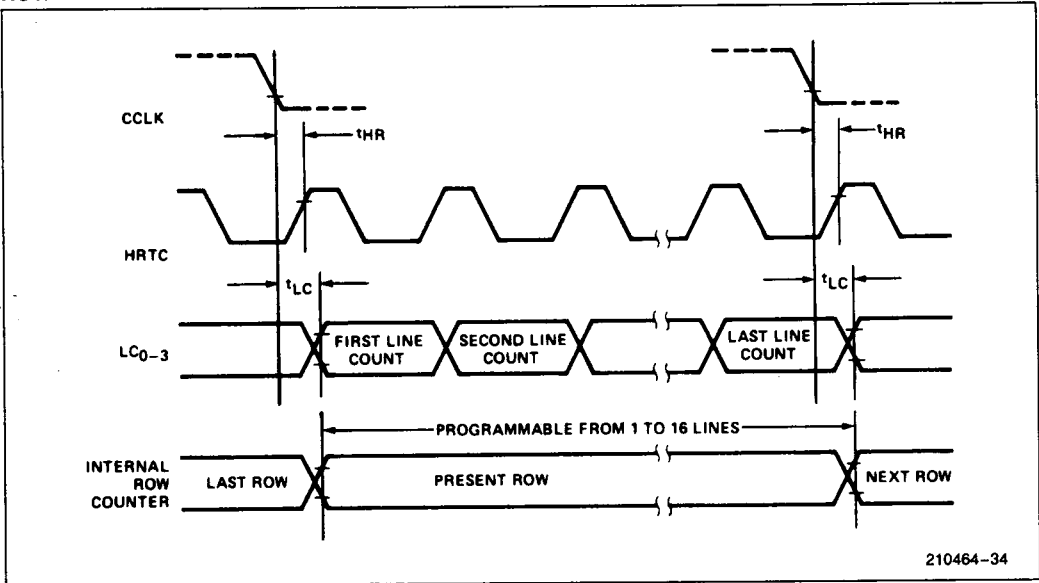 CCLK
tHR
tHR
HRTC
tLC
tLC
LC0–3
FIRST LINE
COUNT
SECOND LINE
COUNT
LAST LINE
COUNT
PROGRAMMABLE FROM 1 TO 16 LINES
INTERNAL
ROW
COUNTER
LAST ROW
PRESENT ROW
NEXT ROW
210464–34